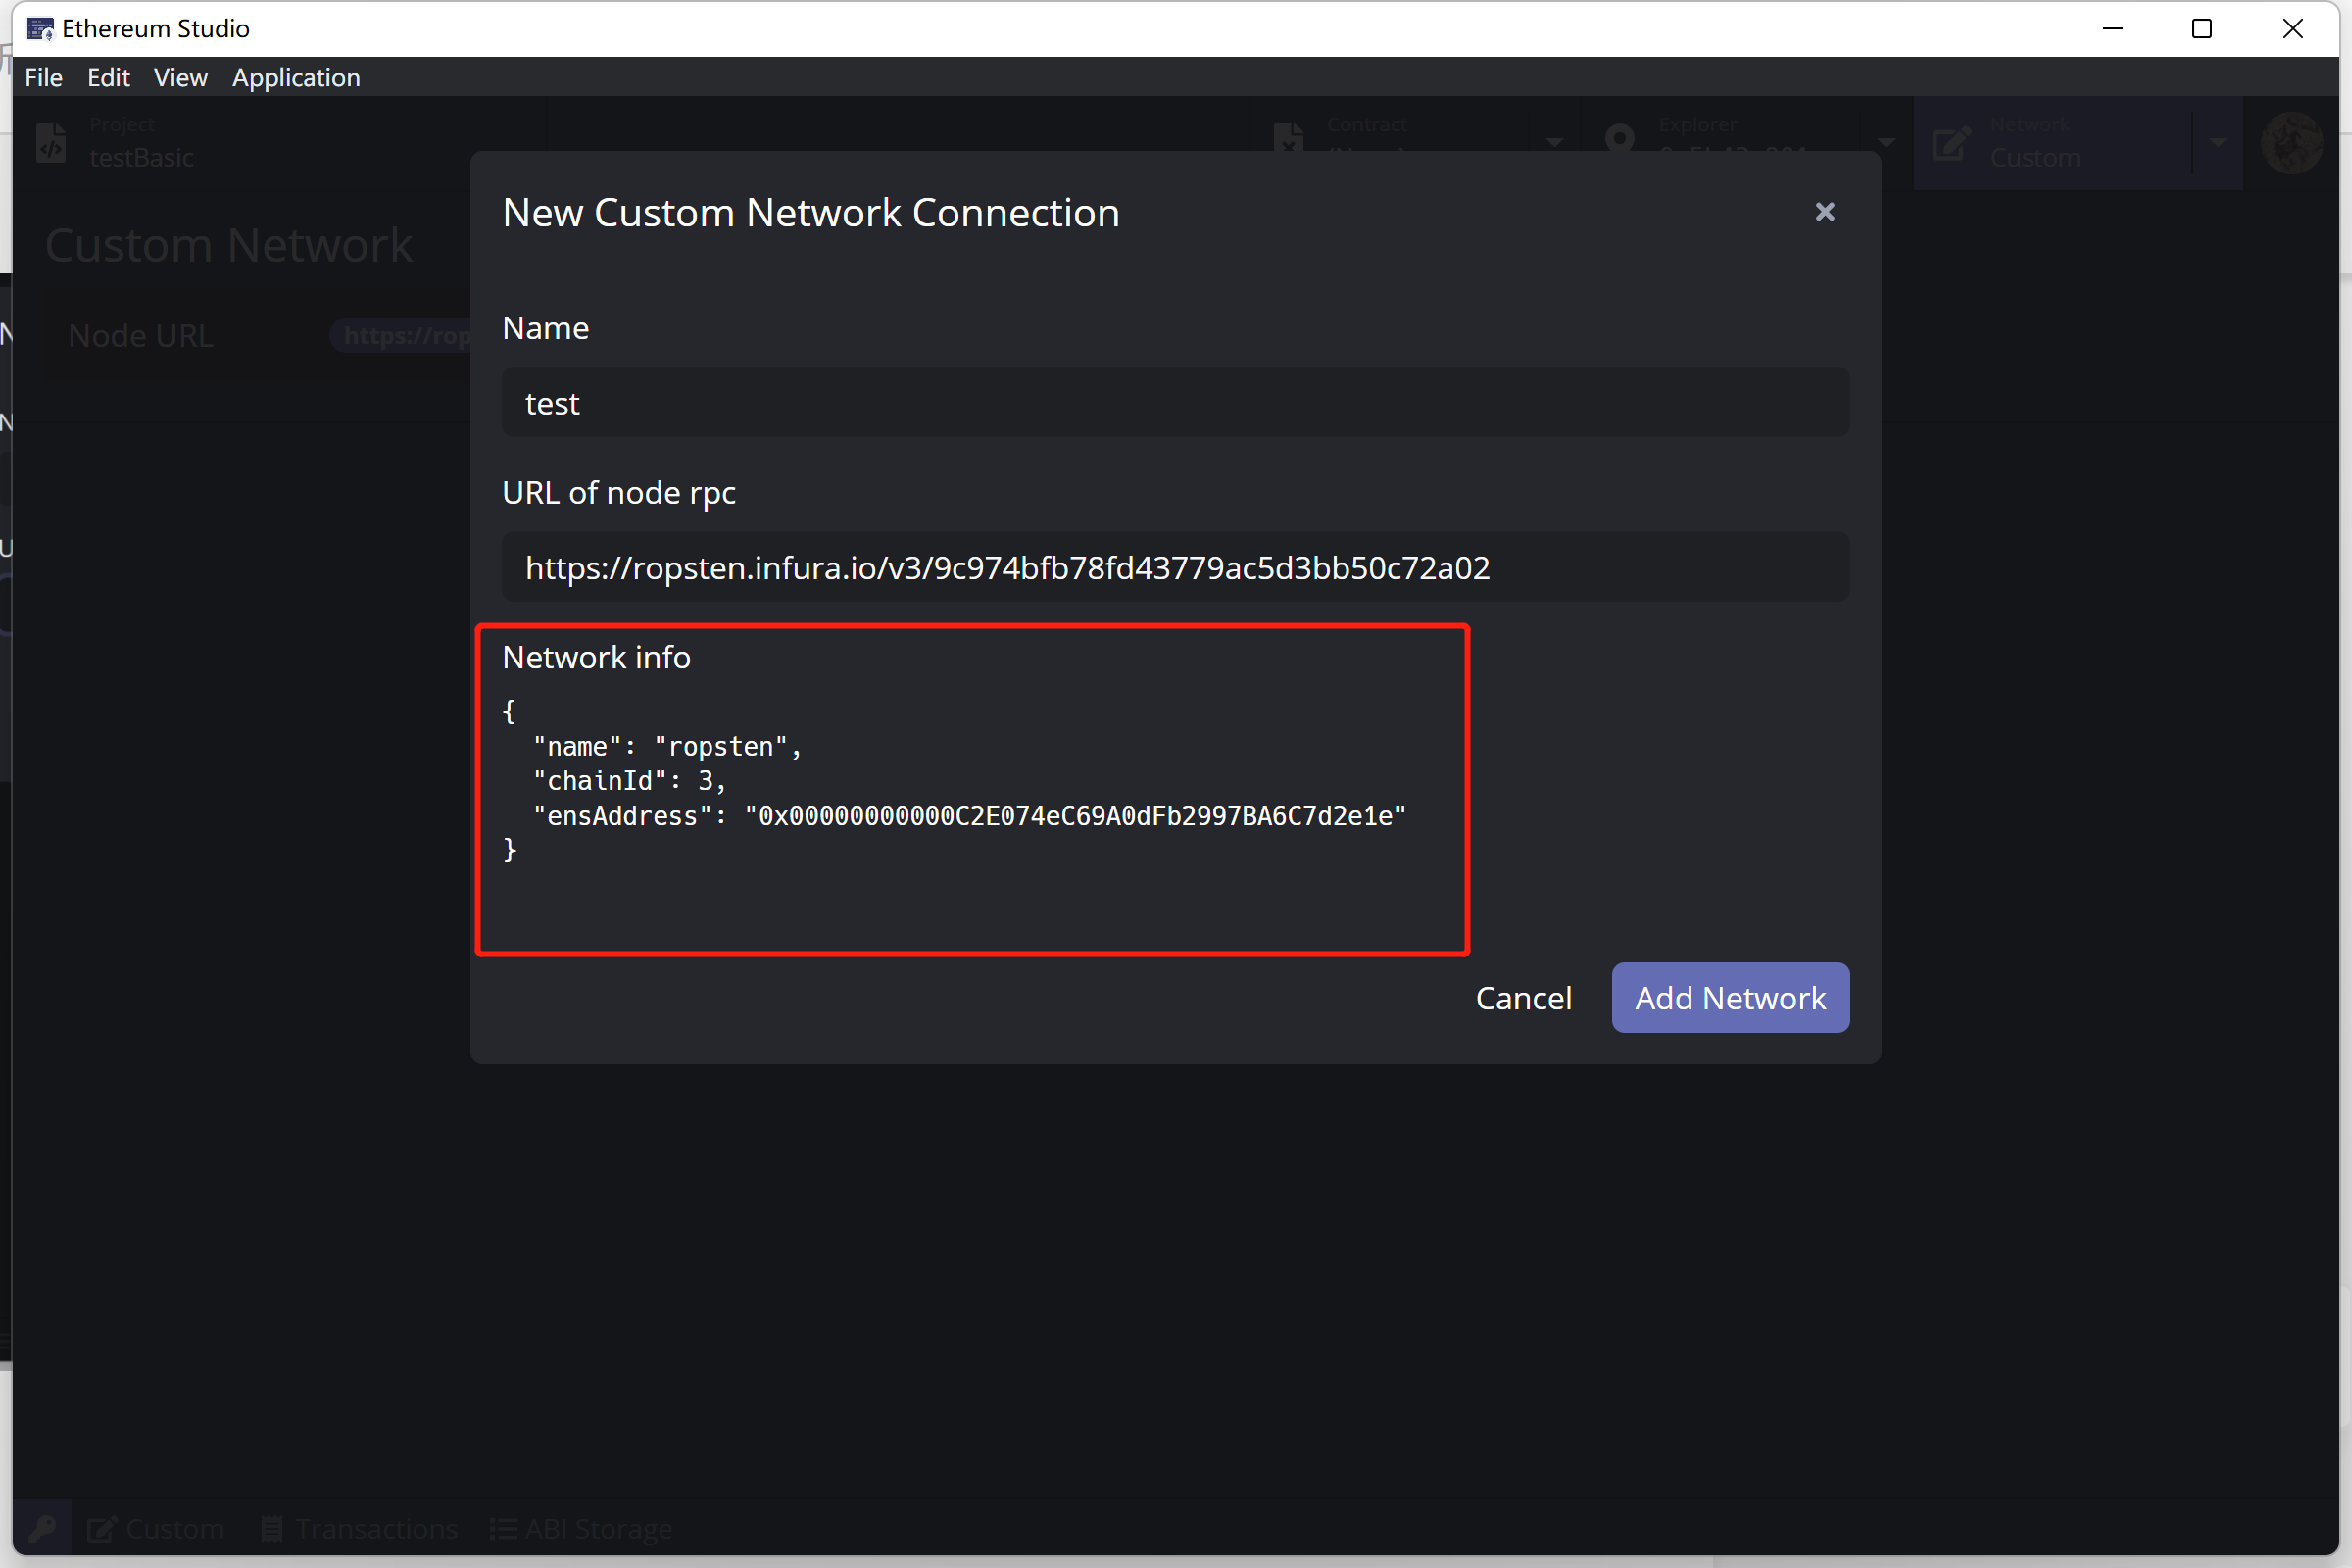 Ethereum Studio
File Edit View Application
Project
testBasic
Contract
Explorer
Network
Custom
Custom Network
Node URL
https://rop
New Custom Network Connection
Name
test
URL of node rpc
https://ropsten.infura.io/v3/9c974bfb78fd43779ac5d3bb50c72a02
Network info
{
"name": "ropsten",
"chainId": 3,
"ensAddress": "0x00000000000C2E074eC69A0dFb2997BA6C7d2e1e"
}
Cancel
Add Network
Custom
Transactions
ABI Storage